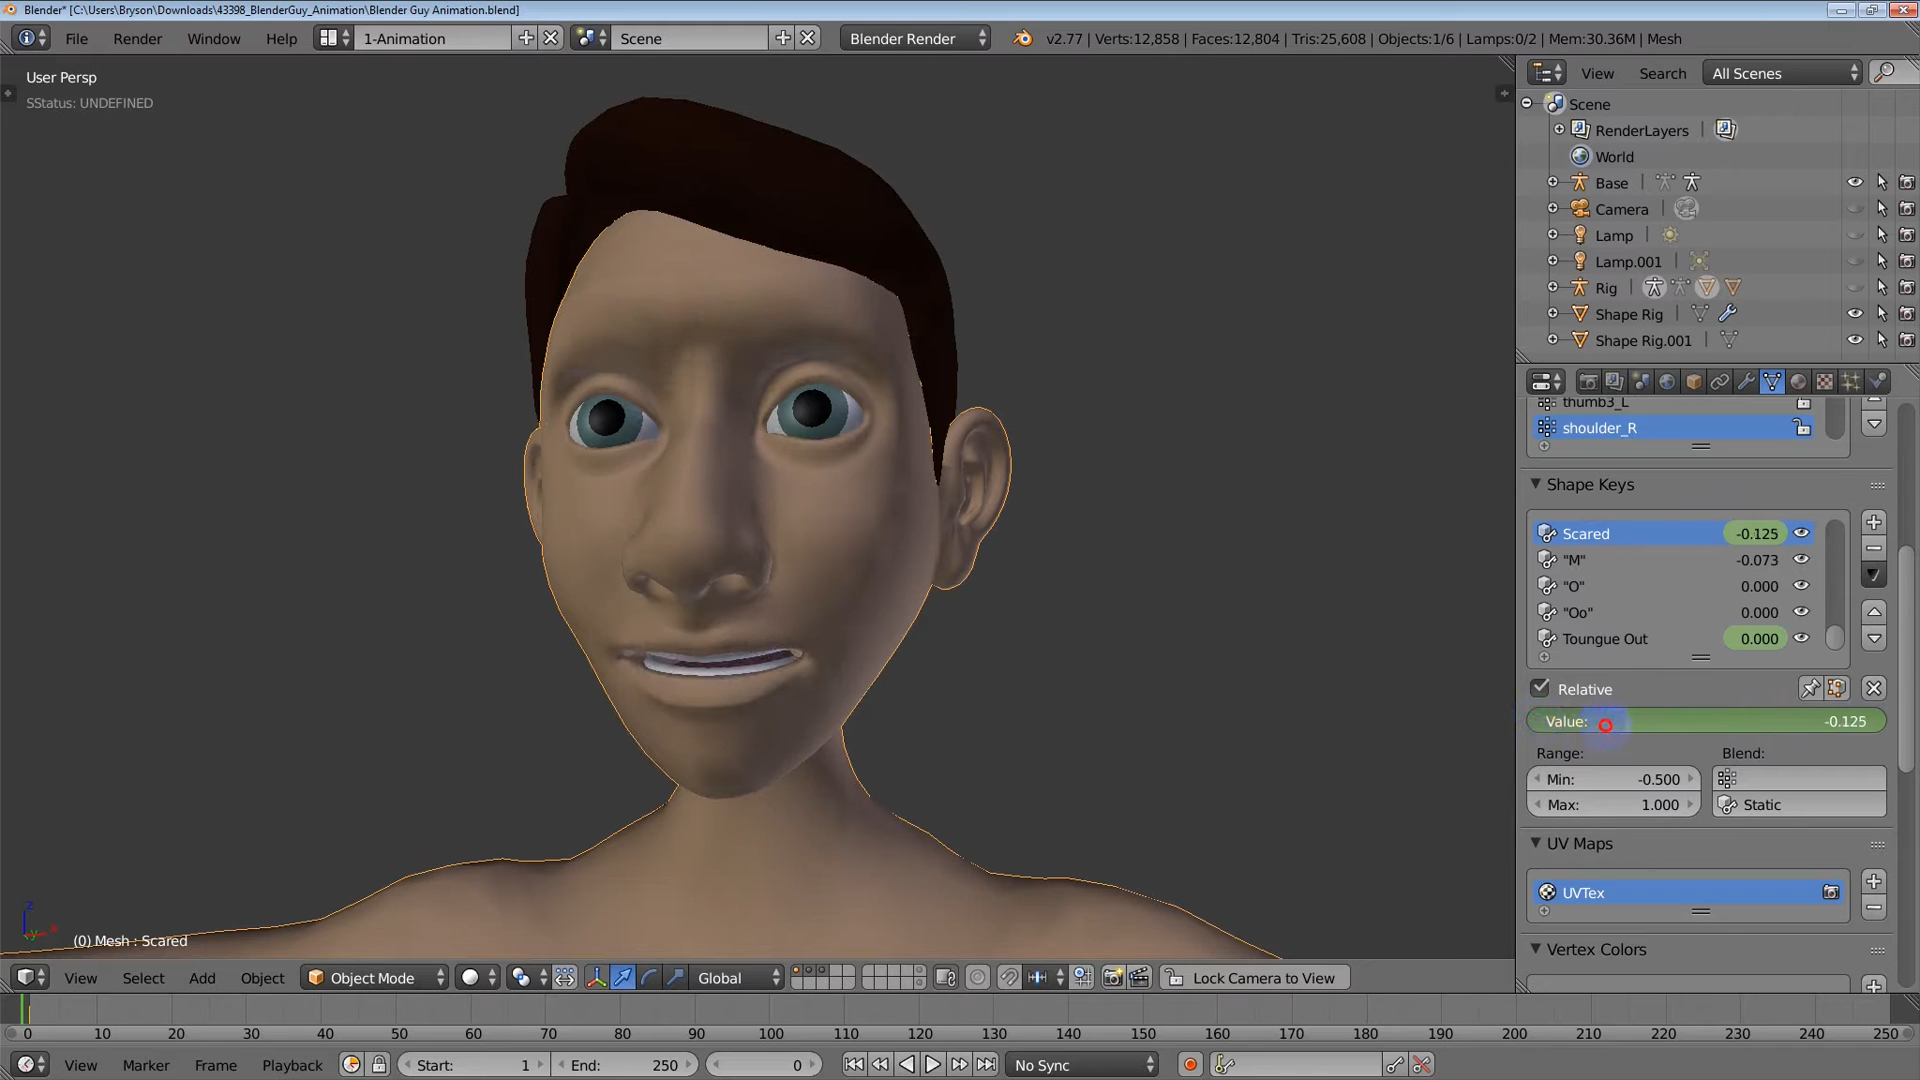 Blender* [C:\Users\Bryson\Downloads\43398_BlenderGuy_Animation\Blender Guy Animation.blend]
File Render Window Help 1-Animation Scene Blender Render v2.77 | Verts:12,858 | Faces:12,804 | Tris:25,608 | Objects:1/6 | Lamps:0/2 | Mem:30.36M | Mesh
User Persp
SStatus: UNDEFINED
View Search All Scenes
Scene
RenderLayers |
World
Base |
Camera |
Lamp |
Lamp.001 |
Rig |
Shape Rig |
Shape Rig.001 |
thumb3_L
shoulder_R
Shape Keys
Scared -0.125
"M" -0.073
"O" 0.000
"Oo" 0.000
Toungue Out 0.000
Relative
Value: -0.125
Range: Blend:
Min: -0.500
Max: 1.000 Static
UV Maps
UVTex
Vertex Colors
z
y x
(0) Mesh : Scared
View Select Add Object Object Mode Global Lock Camera to View
0 10 20 30 40 50 60 70 80 90 100 110 120 130 140 150 160 170 180 190 200 210 220 230 240 250
View Marker Frame Playback Start: 1 End: 250 0 No Sync